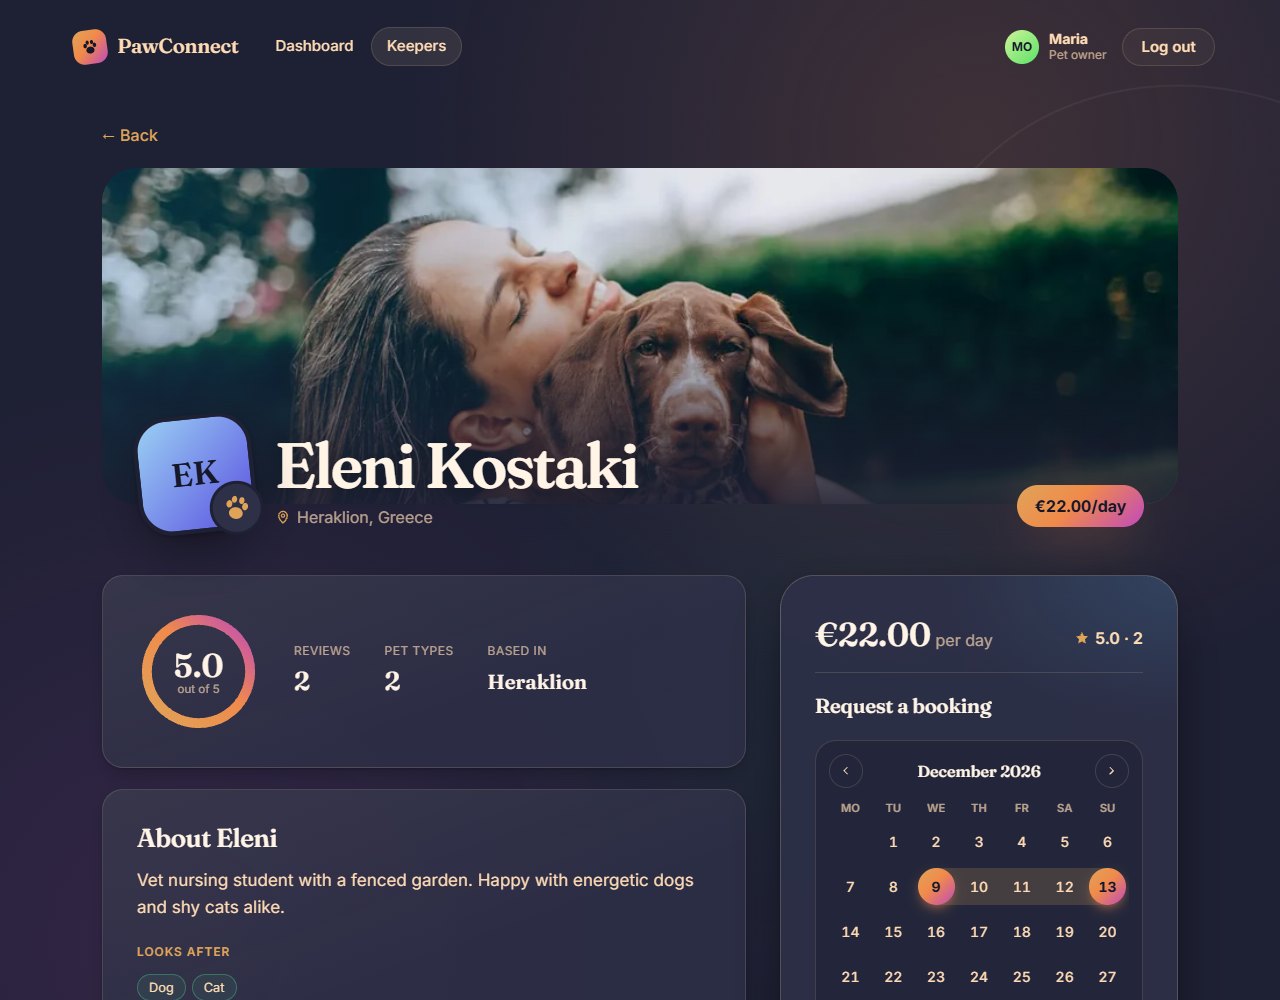 PawConnect
Dashboard
Keepers
MO
Maria
Pet owner
Log out
← Back
EK
Eleni Kostaki
Heraklion, Greece
€22.00/day
5.0
out of 5
REVIEWS
2
PET TYPES
2
BASED IN
Heraklion
About Eleni
Vet nursing student with a fenced garden. Happy with energetic dogs
and shy cats alike.
LOOKS AFTER
Dog
Cat
€22.00 per day
★ 5.0 · 2
Request a booking
‹ December 2026 ›
MO TU WE TH FR SA SU
1 2 3 4 5 6
7 8 9 10 11 12 13
14 15 16 17 18 19 20
21 22 23 24 25 26 27